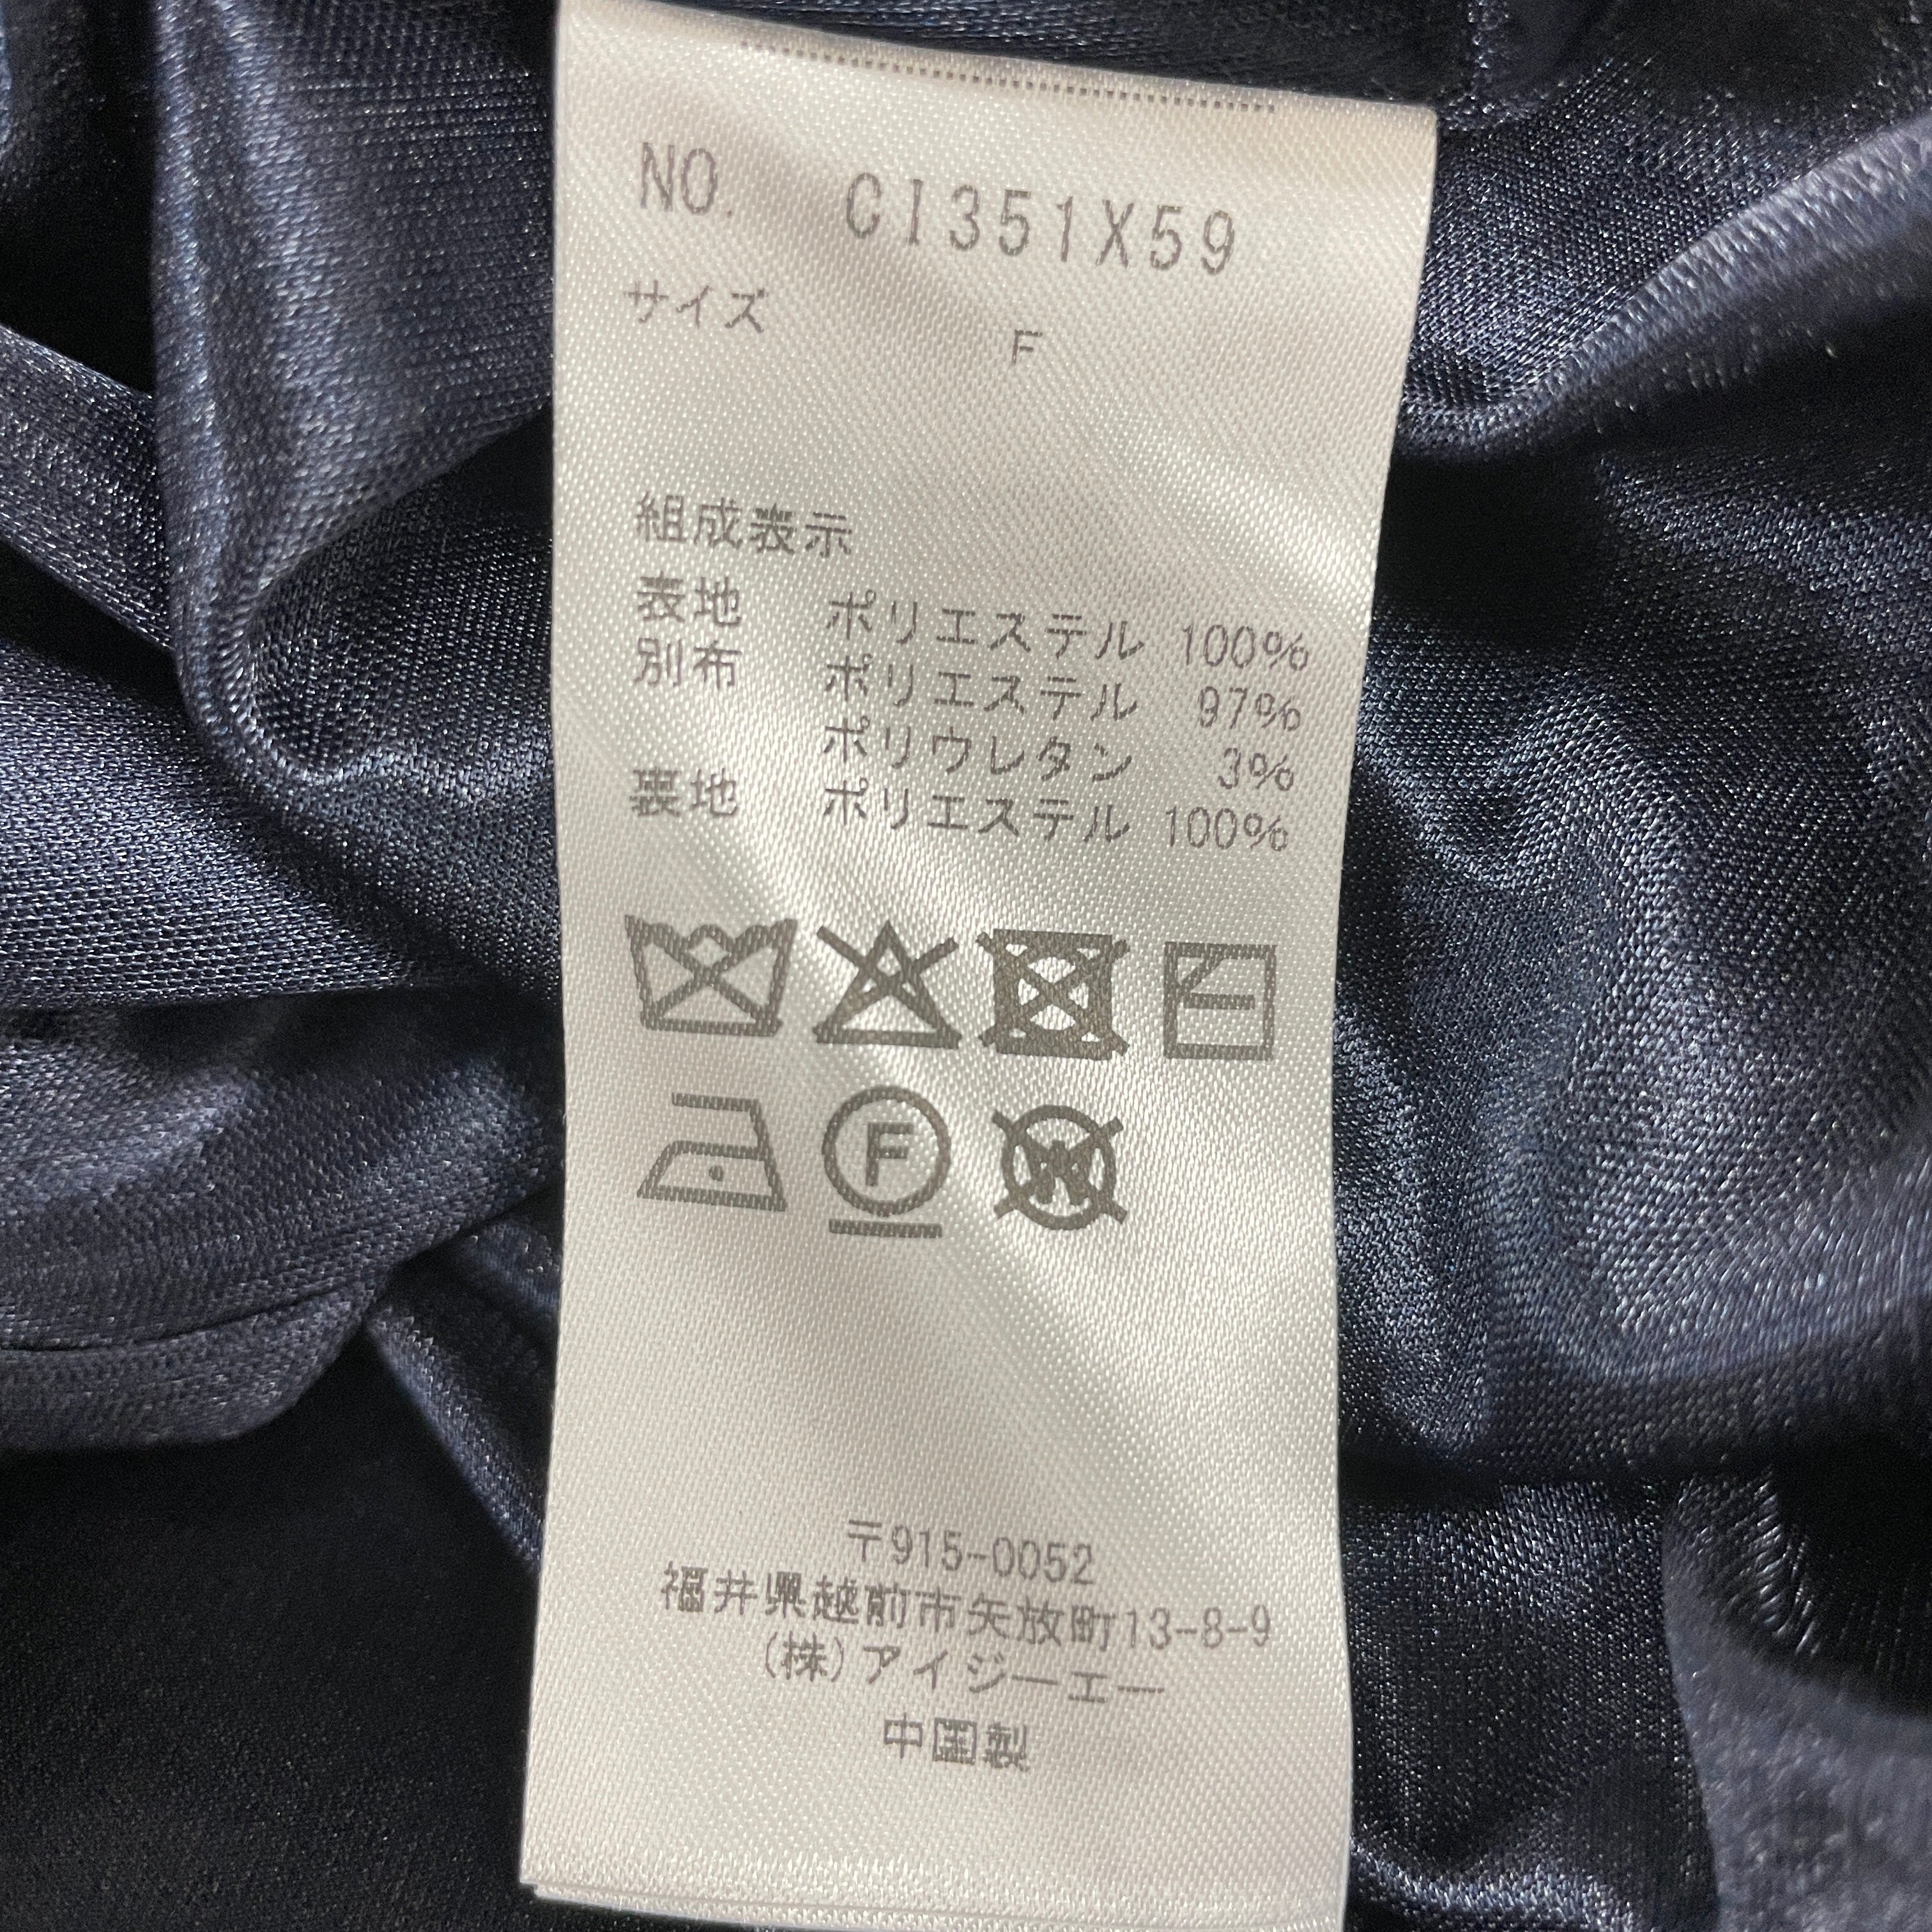 NO. CI351X59
サイズ F
組成表示
表地 ポリエステル 100%
別布 ポリエステル 97%
ポリウレタン 3%
裏地 ポリエステル 100%
F
W
〒915-0052
福井県越前市矢放町13-8-9
(株)アイジーエー
中国製